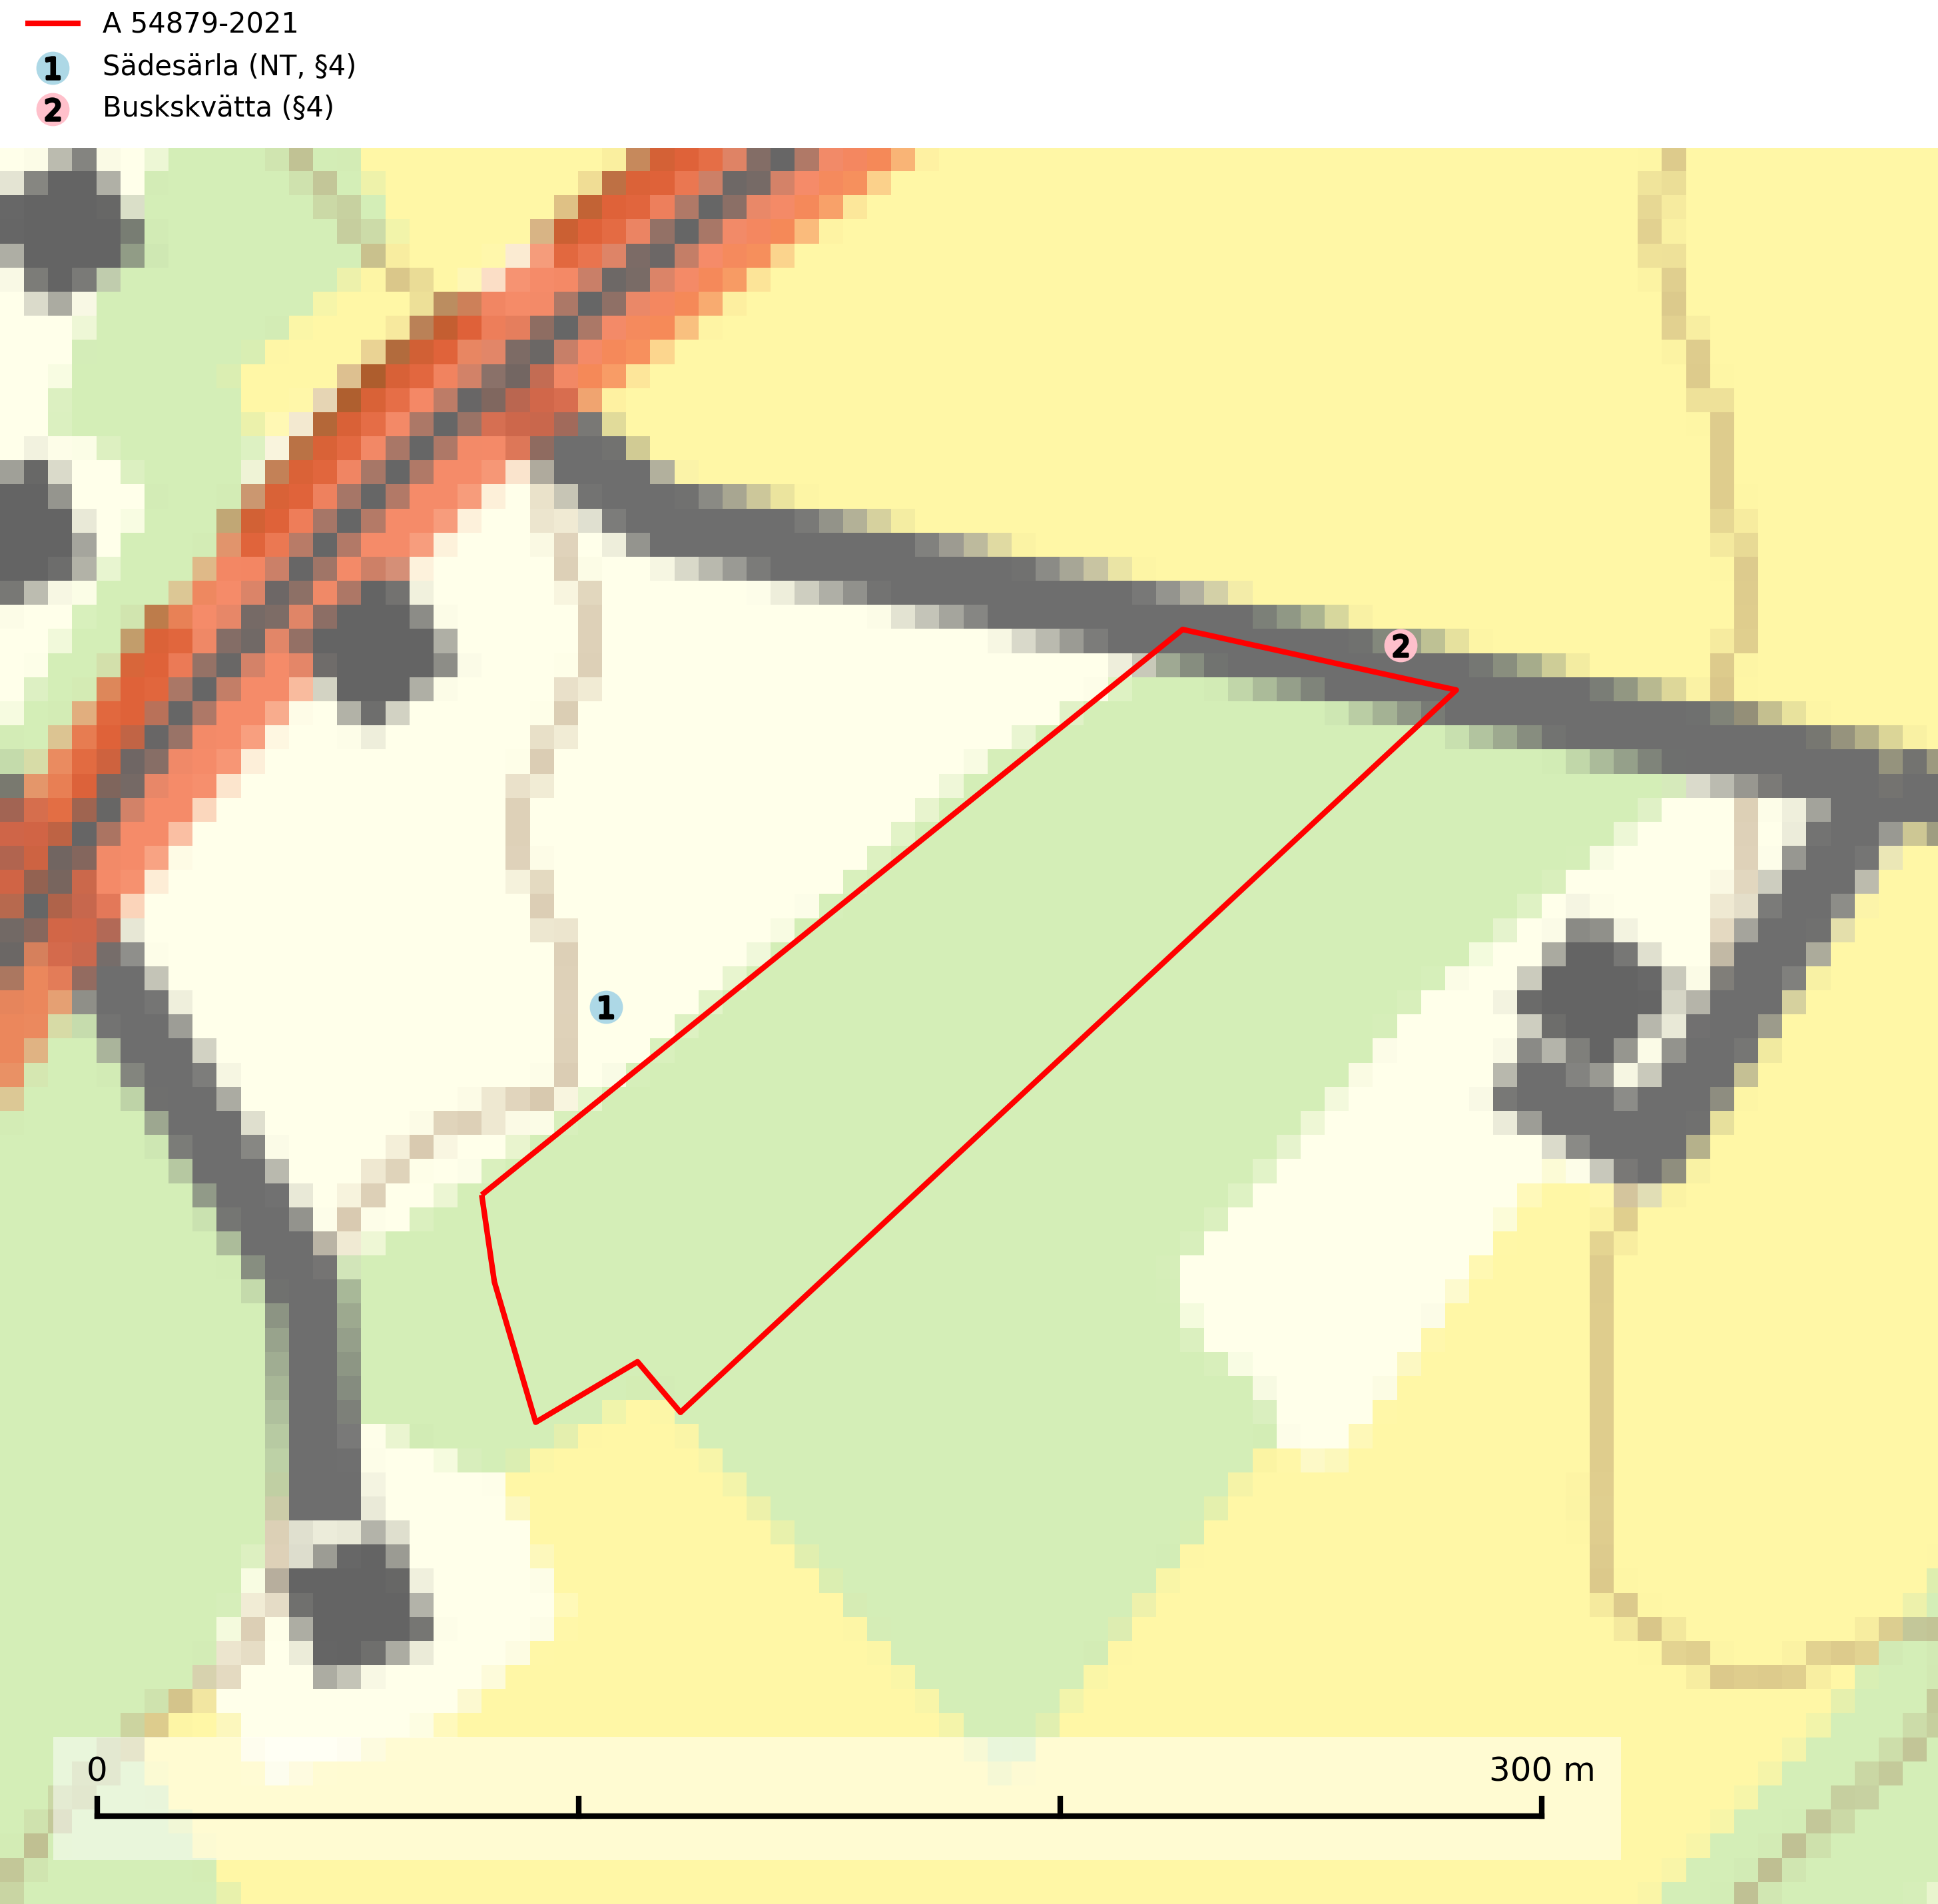 A 54879-2021
1 Sädesärla (NT, §4)
2 Buskskvätta (§4)
2
1
0 300 m